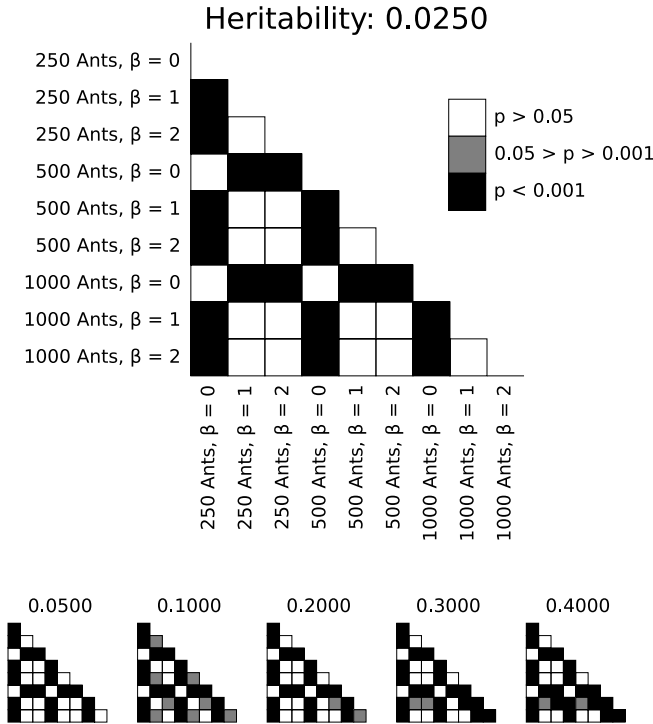 Heritability: 0.0250
250 Ants, β = 0
250 Ants, β = 1
250 Ants, β = 2
500 Ants, β = 0
500 Ants, β = 1
500 Ants, β = 2
1000 Ants, β = 0
1000 Ants, β = 1
1000 Ants, β = 2
p > 0.05
0.05 > p > 0.001
p < 0.001
250 Ants, β = 0
250 Ants, β = 1
250 Ants, β = 2
500 Ants, β = 0
500 Ants, β = 1
500 Ants, β = 2
1000 Ants, β = 0
1000 Ants, β = 1
1000 Ants, β = 2
0.0500
0.1000
0.2000
0.3000
0.4000